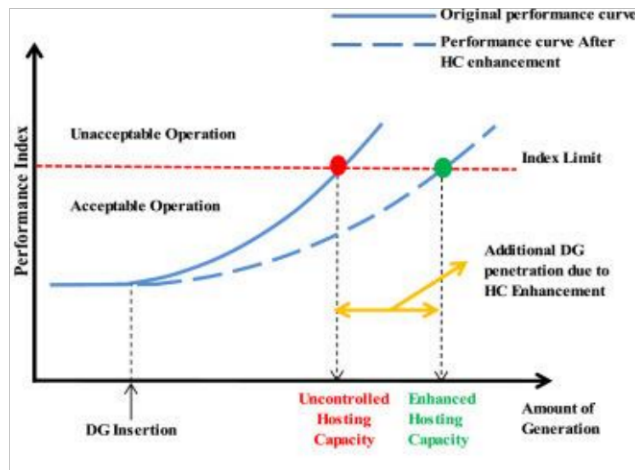 Original performance curve
Performance curve After
HC enhancement
Performance Index
Unacceptable Operation
Index Limit
Acceptable Operation
Additional DG
penetration due to
HC Enhancement
DG Insertion
Uncontrolled
Hosting
Capacity
Enhanced
Hosting
Capacity
Amount of
Generation